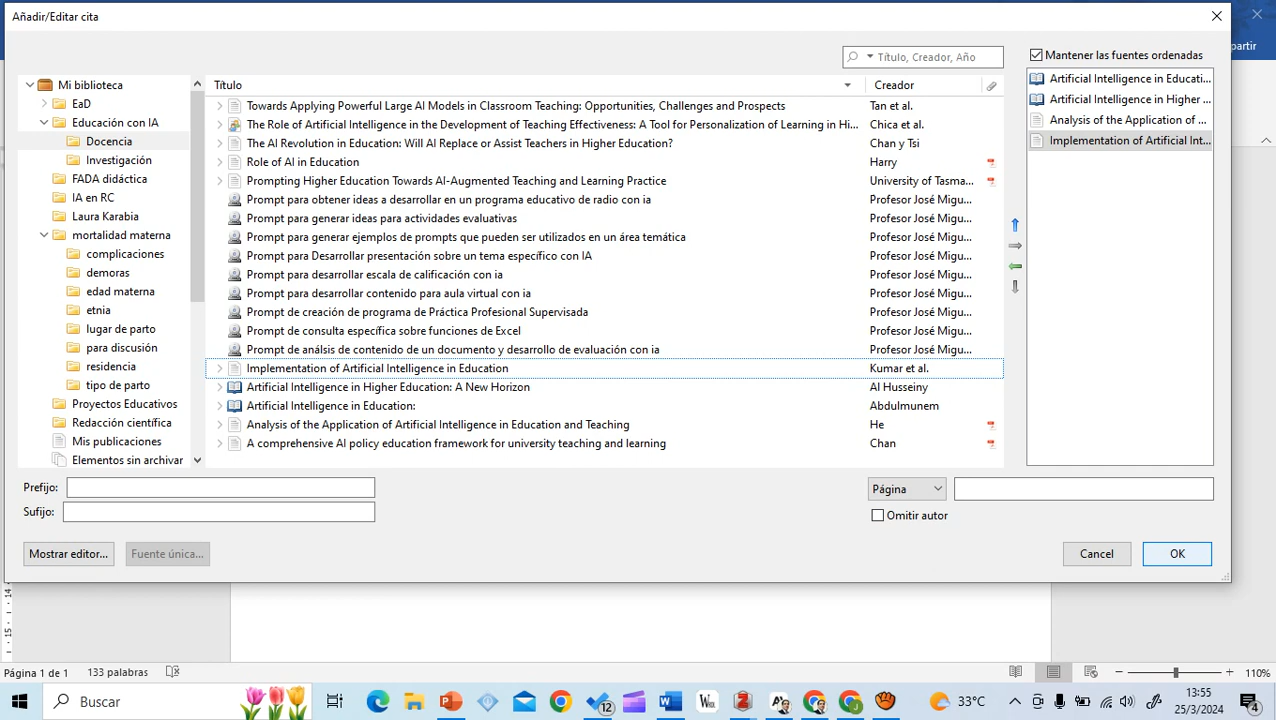 Añadir/Editar cita
partir
Título, Creador, Año
Mantener las fuentes ordenadas
Mi biblioteca
EaD
Educación con IA
Docencia
Investigación
FADA didáctica
IA en RC
Laura Karabia
mortalidad materna
complicaciones
demoras
edad materna
etnia
lugar de parto
para discusión
residencia
tipo de parto
Proyectos Educativos
Redacción científica
Mis publicaciones
Elementos sin archivar
Título Creador
Towards Applying Powerful Large AI Models in Classroom Teaching: Opportunities, Challenges and Prospects Tan et al.
The Role of Artificial Intelligence in the Development of Teaching Effectiveness: A Tool for Personalization of Learning in Hi... Chica et al.
The AI Revolution in Education: Will AI Replace or Assist Teachers in Higher Education? Chan y Tsi
Role of AI in Education Harry
Prompting Higher Education Towards AI-Augmented Teaching and Learning Practice University of Tasma...
Prompt para obtener ideas a desarrollar en un programa educativo de radio con ia Profesor José Migu...
Prompt para generar ideas para actividades evaluativas Profesor José Migu...
Prompt para generar ejemplos de prompts que pueden ser utilizados en un área temática Profesor José Migu...
Prompt para Desarrollar presentación sobre un tema específico con IA Profesor José Migu...
Prompt para desarrollar escala de calificación con ia Profesor José Migu...
Prompt para desarrollar contenido para aula virtual con ia Profesor José Migu...
Prompt de creación de programa de Práctica Profesional Supervisada Profesor José Migu...
Prompt de consulta específica sobre funciones de Excel Profesor José Migu...
Prompt de análsis de contenido de un documento y desarrollo de evaluación con ia Profesor José Migu...
Implementation of Artificial Intelligence in Education Kumar et al.
Artificial Intelligence in Higher Education: A New Horizon Al Husseiny
Artificial Intelligence in Education: Abdulmunem
Analysis of the Application of Artificial Intelligence in Education and Teaching He
A comprehensive AI policy education framework for university teaching and learning Chan
Artificial Intelligence in Educati...
Artificial Intelligence in Higher ...
Analysis of the Application of ...
Implementation of Artificial Int...
Prefijo:
Sufijo:
Página
Omitir autor
Mostrar editor...
Fuente única...
Cancel
OK
14
15
Página 1 de 1 133 palabras
110%
Buscar
12
33°C
13:55
25/3/2024
4